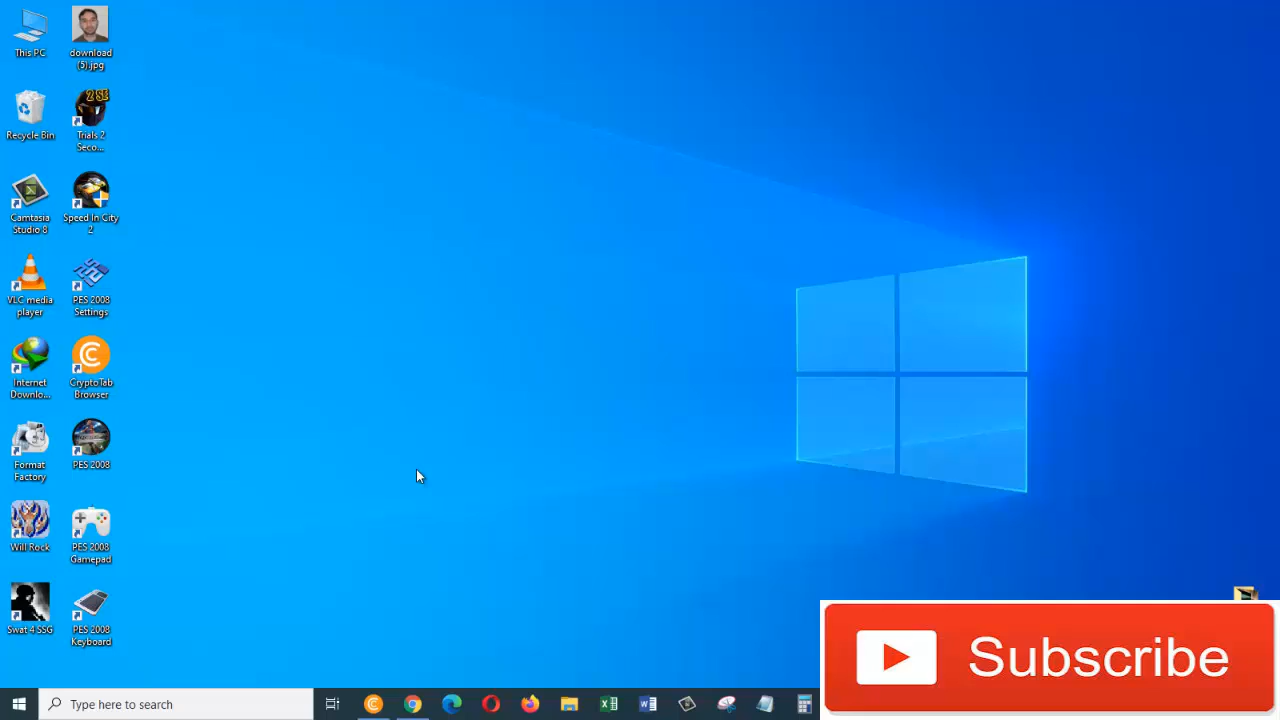 This PC
download
(5).jpg
Recycle Bin
2 SE
Trials 2
Seco...
Camtasia
Studio 8
Speed In City
2
VLC media
player
PES 2008
Settings
Internet
Downlo...
CryptoTab
Browser
Format
Factory
PES 2008
Will Rock
PES 2008
Gamepad
Swat 4 SSG
PES 2008
Keyboard
Subscribe
Type here to search